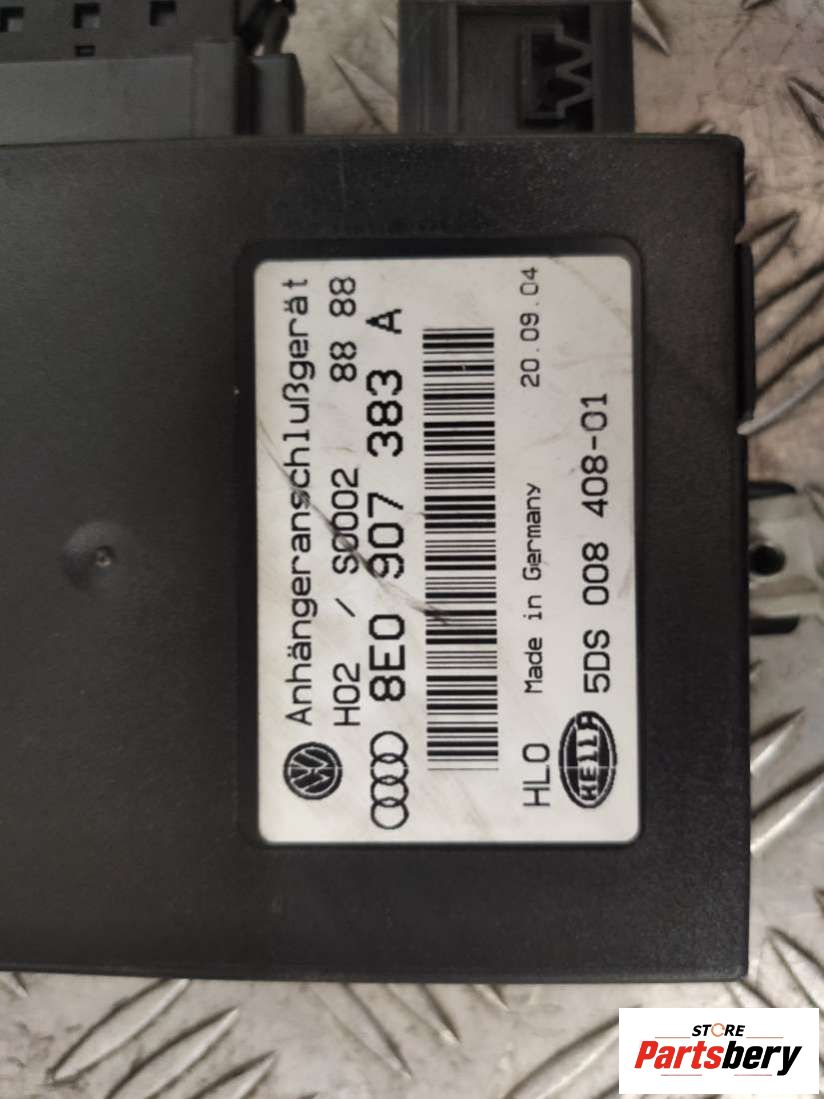 Anhängeranschlußgerät
H02 / S0002 88 88
8E0 907 383 A
HLO Made in Germany 20.09.04
HELLA 5DS 008 408-01
STORE
Partsbery